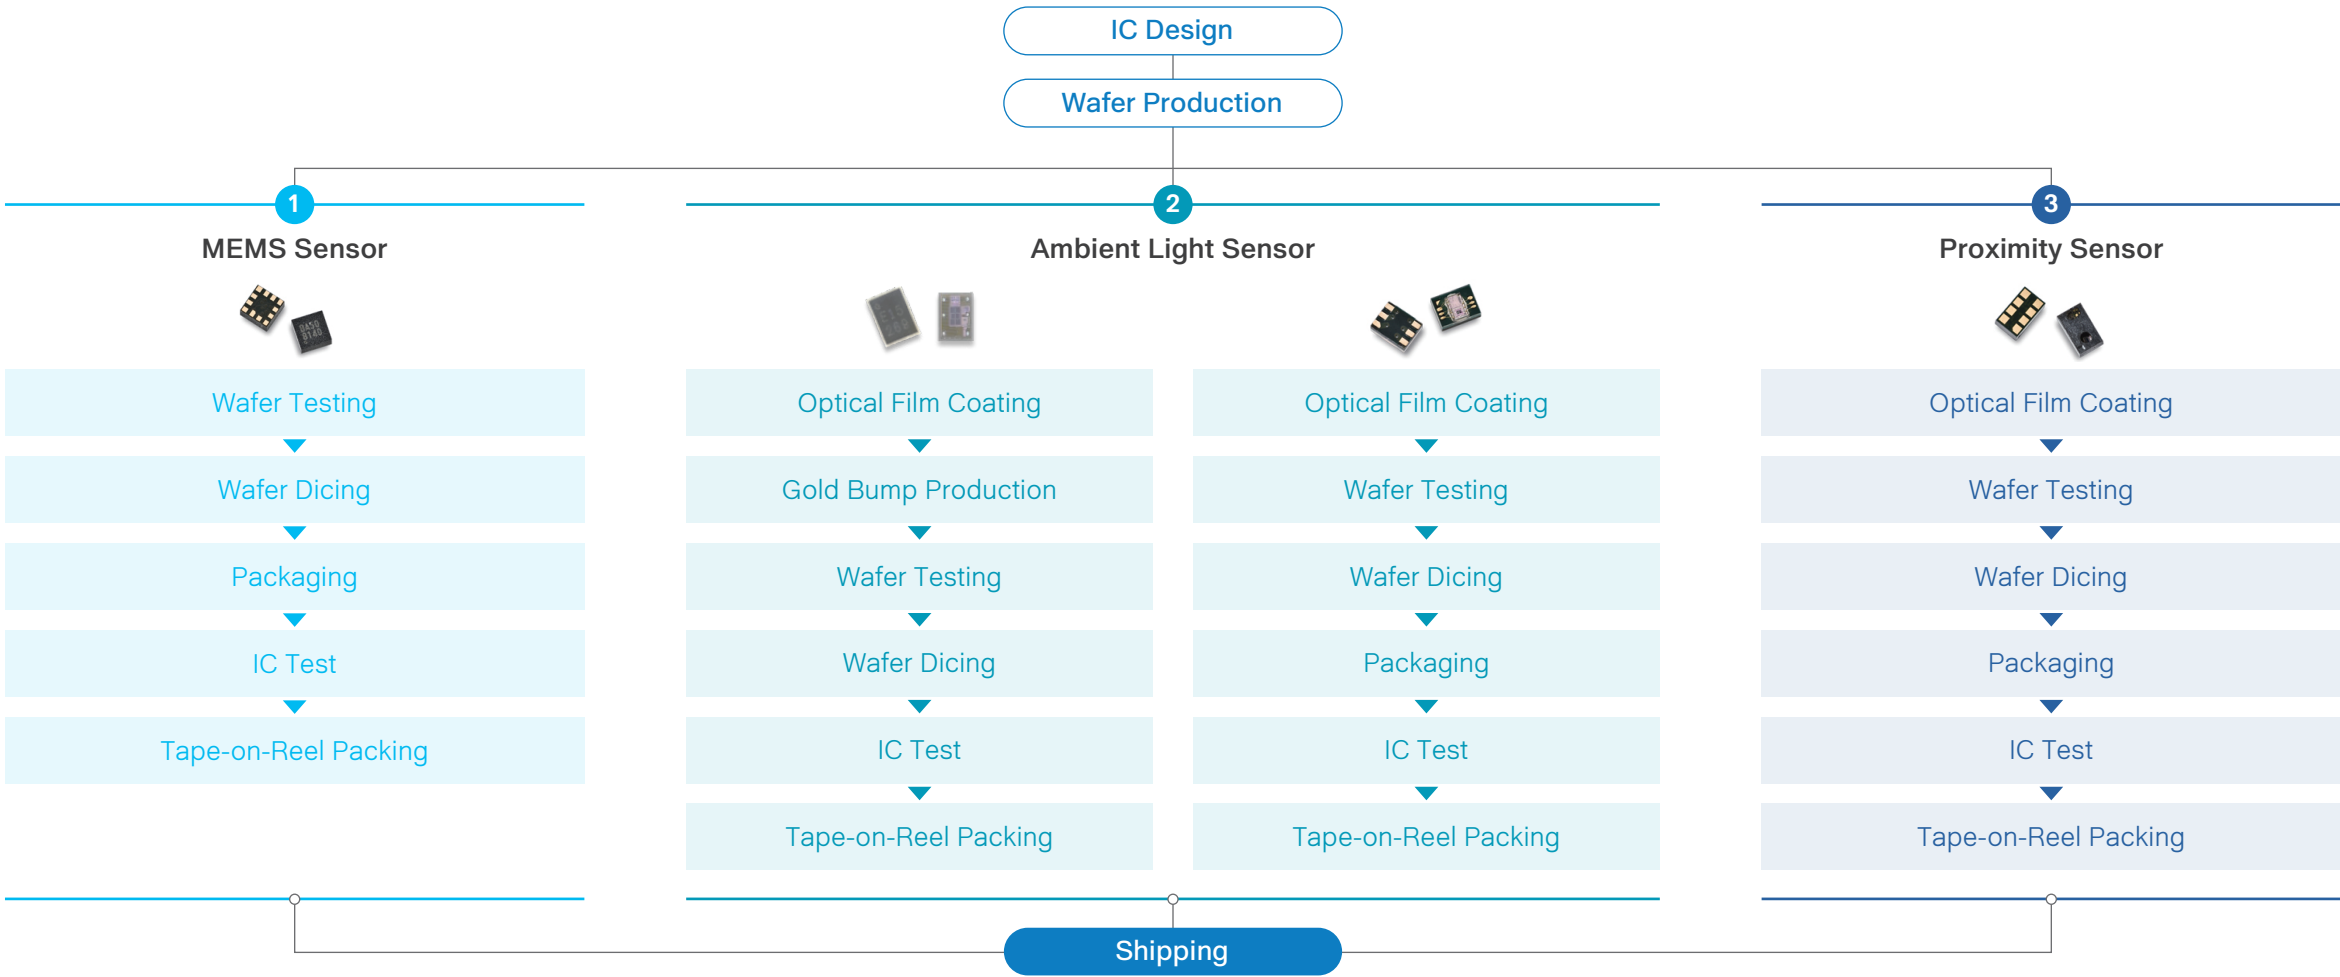 IC Design
Wafer Production
1
MEMS Sensor
Wafer Testing
Wafer Dicing
Packaging
IC Test
Tape-on-Reel Packing
2
Ambient Light Sensor
Optical Film Coating
Gold Bump Production
Wafer Testing
Wafer Dicing
IC Test
Tape-on-Reel Packing
Optical Film Coating
Wafer Testing
Wafer Dicing
Packaging
IC Test
Tape-on-Reel Packing
3
Proximity Sensor
Optical Film Coating
Wafer Testing
Wafer Dicing
Packaging
IC Test
Tape-on-Reel Packing
Shipping